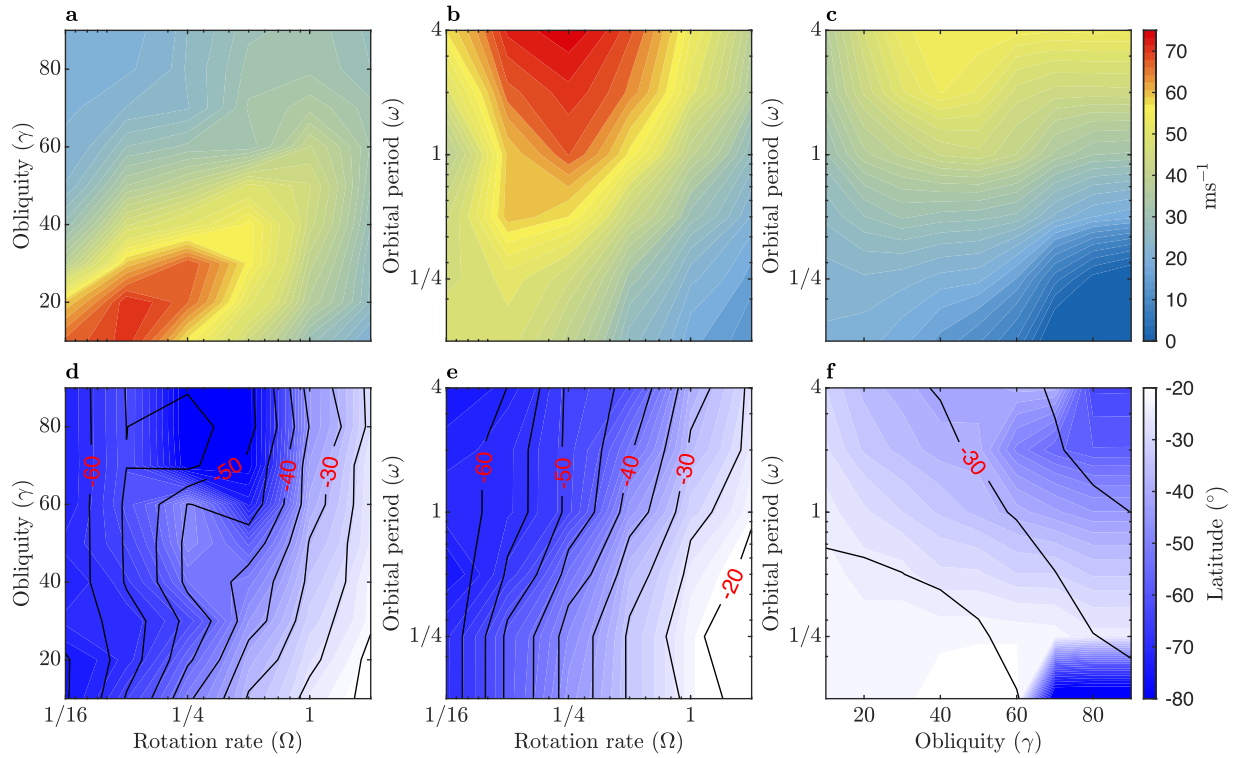 a b c
80
60
40
20
Obliquity (γ)
4
1
1/4
Orbital period (ω)
4
1
1/4
Orbital period (ω)
70
60
50
40
30
20
10
0
ms⁻¹
d e f
80
60
40
20
Obliquity (γ)
-60
-50
-40
-30
1/16 1/4 1
Rotation rate (Ω)
4
1
1/4
Orbital period (ω)
-60
-50
-40
-30
-20
1/16 1/4 1
Rotation rate (Ω)
4
1
1/4
Orbital period (ω)
-30
20 40 60 80
Obliquity (γ)
-20
-30
-40
-50
-60
-70
-80
Latitude (°)